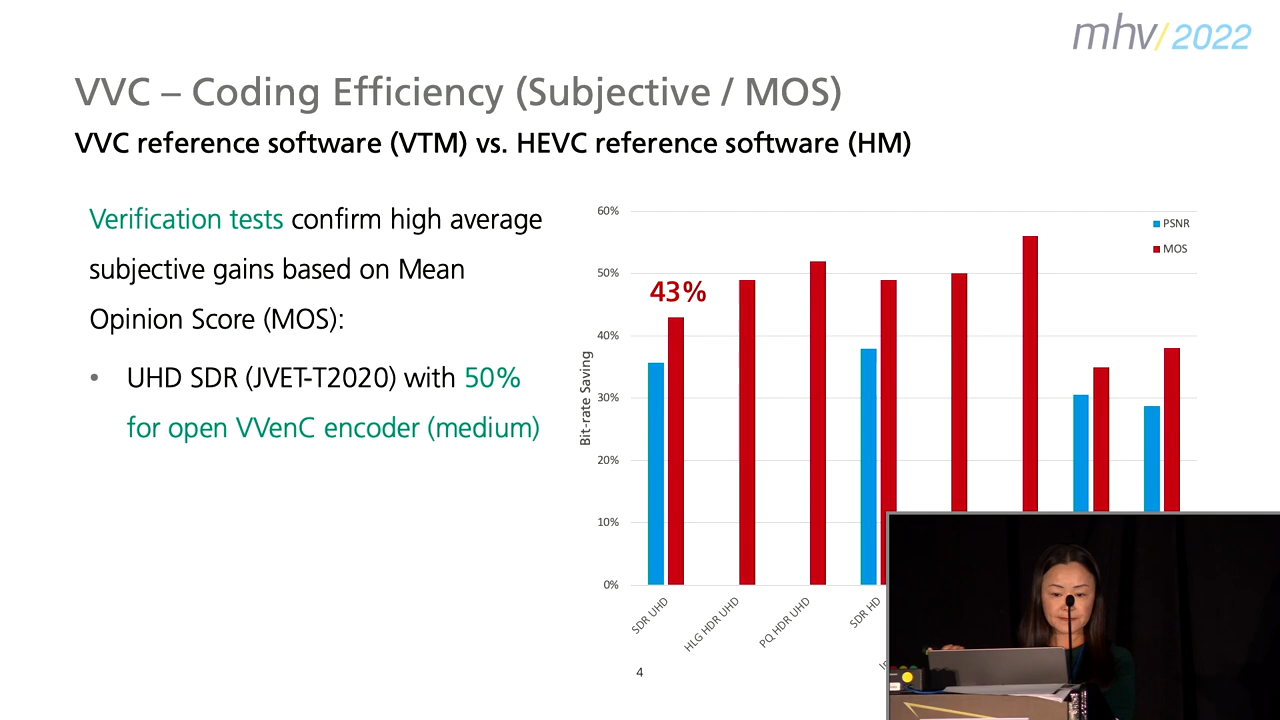 mhv/2022
VVC – Coding Efficiency (Subjective / MOS)
VVC reference software (VTM) vs. HEVC reference software (HM)
Verification tests confirm high average
subjective gains based on Mean
Opinion Score (MOS):
• UHD SDR (JVET-T2020) with 50%
for open VVenC encoder (medium)
60%
50%
40%
30%
20%
10%
0%
Bit-rate Saving
43%
PSNR
MOS
SDR UHD
HLG HDR UHD
PQ HDR UHD
SDR HD
4